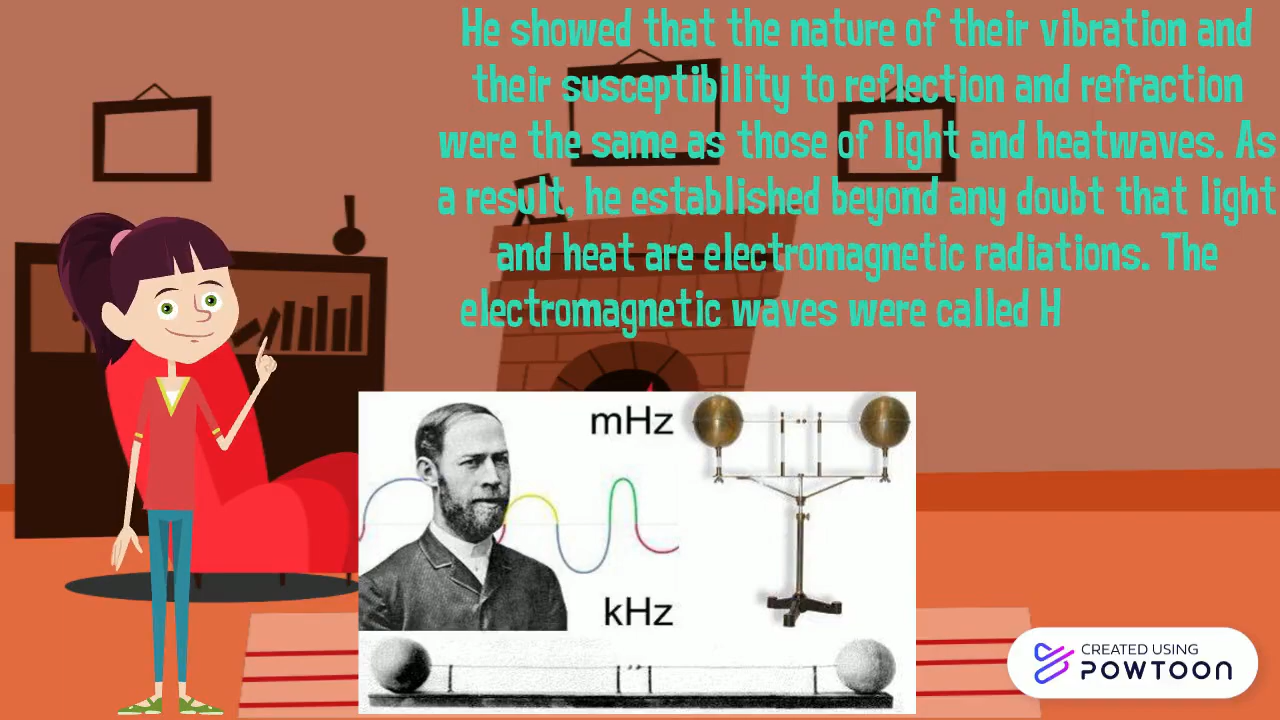 He showed that the nature of their vibration and
their susceptibility to reflection and refraction
were the same as those of light and heatwaves. As
a result, he established beyond any doubt that light
and heat are electromagnetic radiations. The
electromagnetic waves were called H
mHz
kHz
CREATED USING
POWTOON